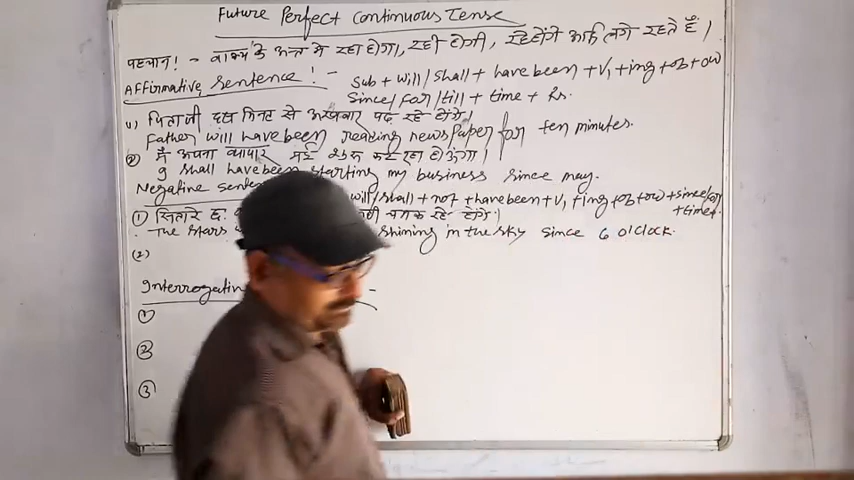 Future Perfect Continuous Tense
पहचान ! - वाक्य के अन्त में रहा होगा, रही होगी, रहे होंगे आदि लगे रहते हैं।
Affirmative Sentence ! - Sub + will/shall + have been + V1 + ing + ob + ow
Since/for/till + time + Rs.
(1) पिताजी दस मिनट से अखबार पढ़ रहे होंगे।
Father will have been reading newspaper for ten minutes.
(2) मैं अपना व्यापार मई से शुरू कर रहा होऊंगा।
I shall have been starting my business since may.
Negative Sentence will/shall + not + have been + V1 + ing + ob + ow + since/for
+ time +
(1) सितारे छः चमक रहे होंगे।
The stars shining in the sky since 6 o'clock.
(2)
Interrogative -
(1)
(2)
(3)